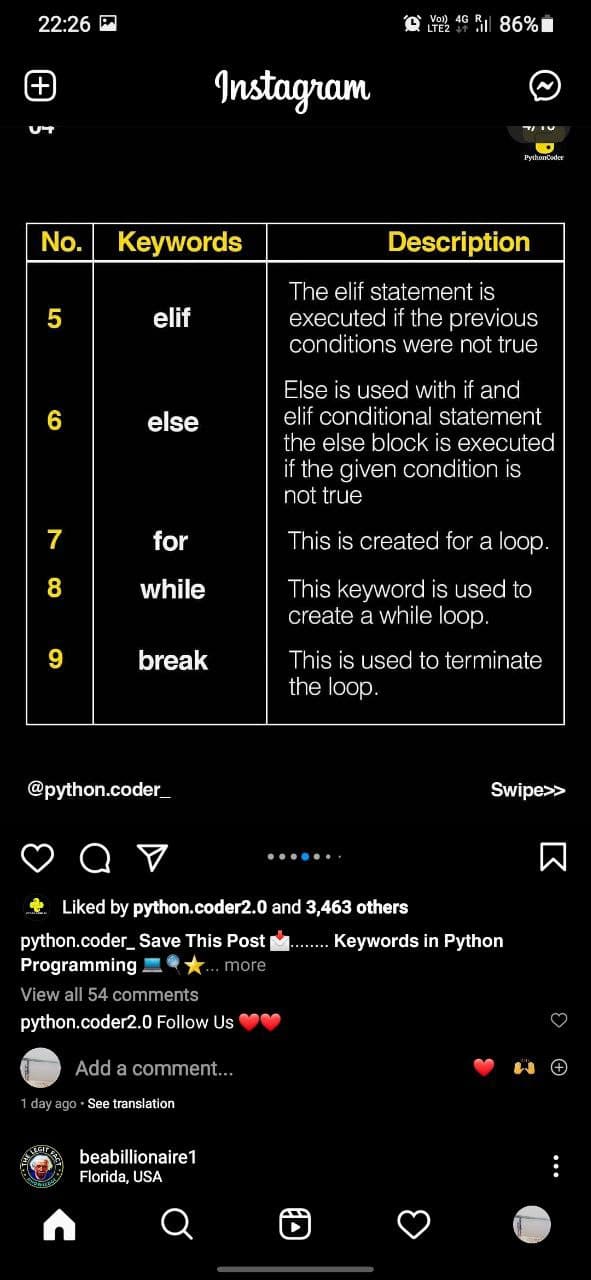 22:26
Vo))
LTE2
4G
R
86%
Instagram
04
4/10
PythonCoder
No. Keywords Description
5 elif The elif statement is
executed if the previous
conditions were not true
6 else Else is used with if and
elif conditional statement
the else block is executed
if the given condition is
not true
7 for This is created for a loop.
8 while This keyword is used to
create a while loop.
9 break This is used to terminate
the loop.
@python.coder_ Swipe>>
Liked by python.coder2.0 and 3,463 others
python.coder_ Save This Post 📩........ Keywords in Python
Programming 💻🔍⭐... more
View all 54 comments
python.coder2.0 Follow Us ❤️❤️
Add a comment... ❤️ 🙌
1 day ago • See translation
THE LEGIT FACT
beabillionaire1
Florida, USA